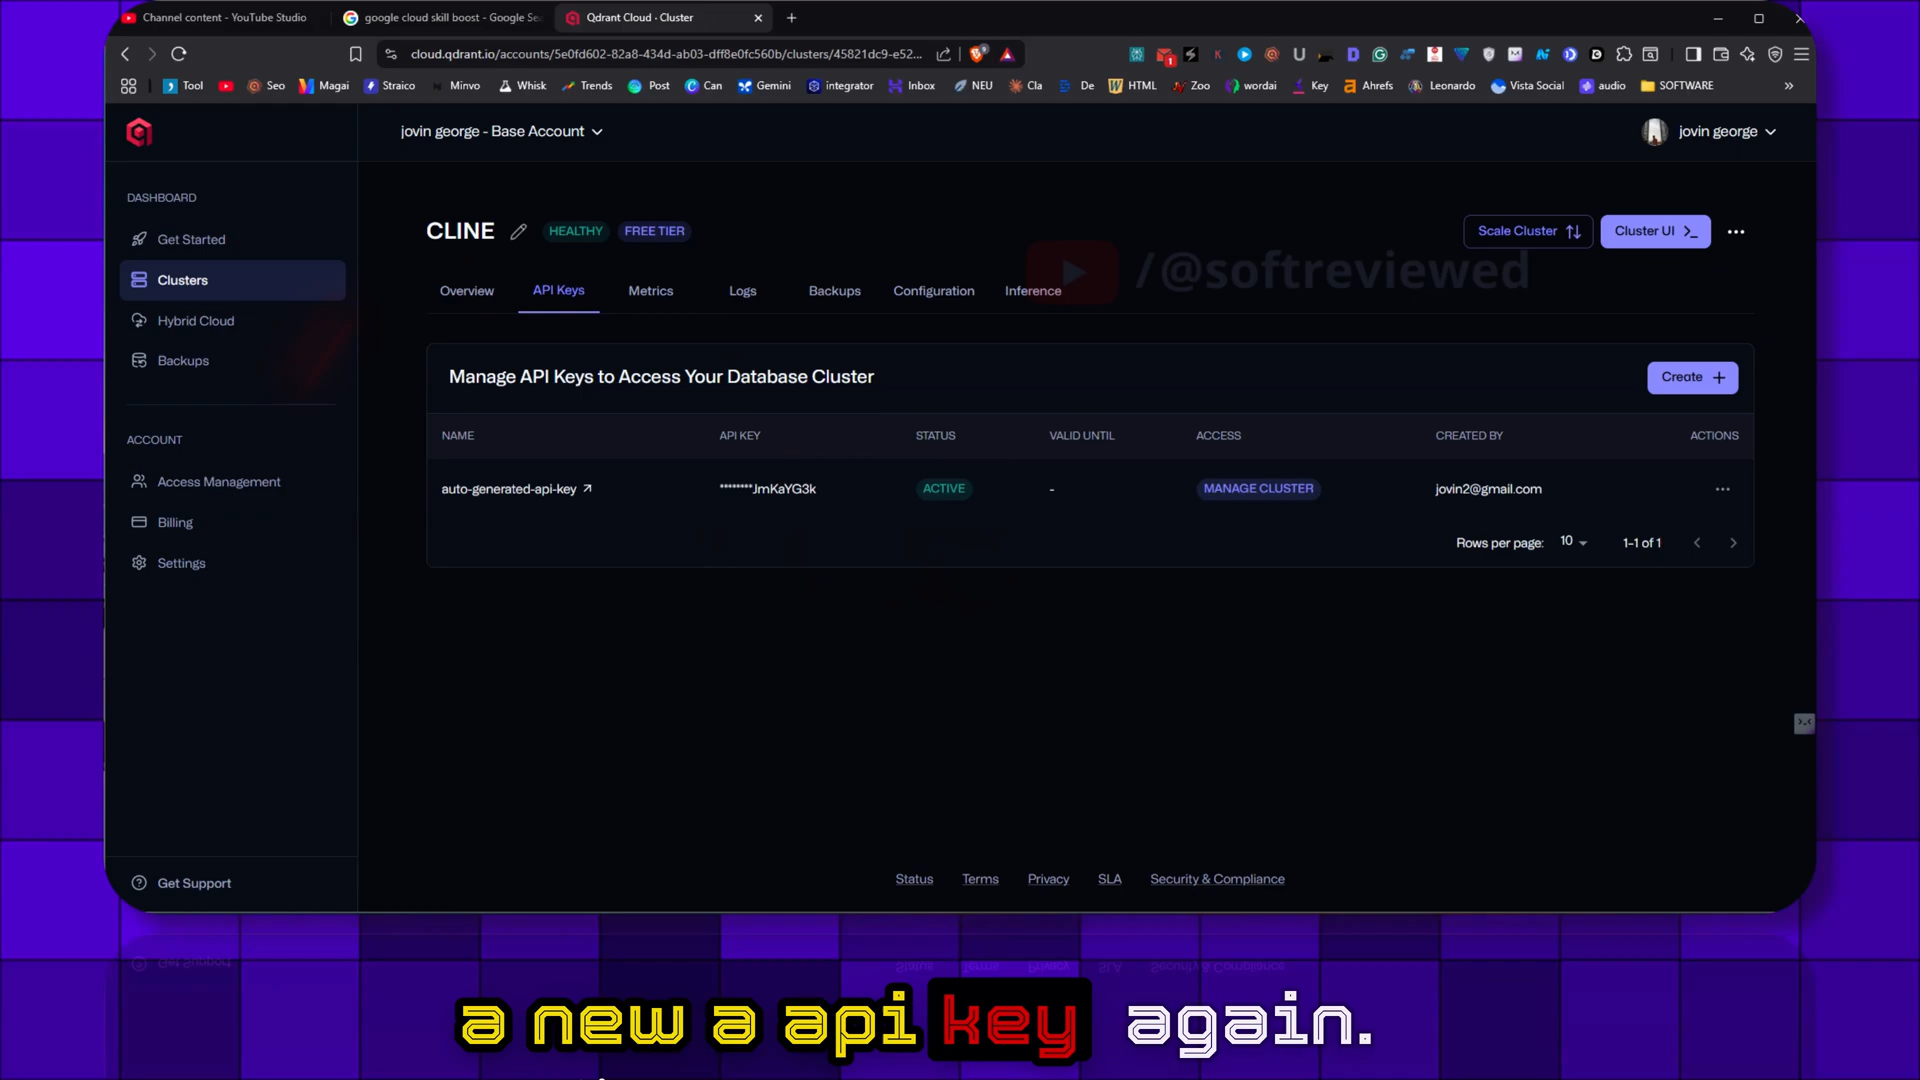 Channel content - YouTube Studio
google cloud skill boost - Google Se
Qdrant Cloud · Cluster
cloud.qdrant.io/accounts/5e0fd602-82a8-434d-ab03-dff8e0fc560b/clusters/45821dc9-e52...
Tool Seo Magai Straico Minvo Whisk Trends Post Can Gemini integrator Inbox NEU Cla De HTML Zoo wordai Key Ahrefs Leonardo Vista Social audio SOFTWARE »
jovin george - Base Account
jovin george
DASHBOARD
Get Started
Clusters
Hybrid Cloud
Backups
ACCOUNT
Access Management
Billing
Settings
Get Support
CLINE HEALTHY FREE TIER
Scale Cluster
Cluster UI
/@softreviewed
Overview API Keys Metrics Logs Backups Configuration Inference
Manage API Keys to Access Your Database Cluster
Create +
NAME API KEY STATUS VALID UNTIL ACCESS CREATED BY ACTIONS
auto-generated-api-key ********JmKaYG3k ACTIVE - MANAGE CLUSTER jovin2@gmail.com ...
Rows per page: 10 1-1 of 1
Status Terms Privacy SLA Security & Compliance
a new a api key again.